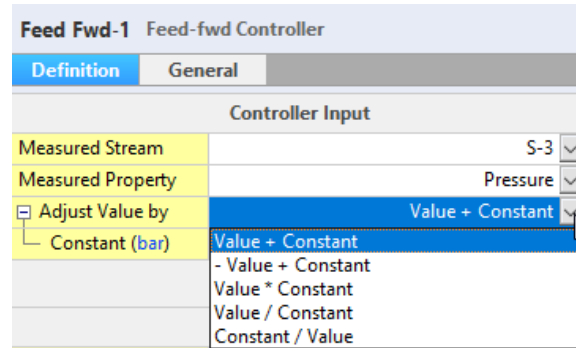 Feed Fwd-1 Feed-fwd Controller
Definition General
Controller Input
Measured Stream S-3
Measured Property Pressure
Adjust Value by Value + Constant
Constant (bar) Value + Constant
- Value + Constant
Value * Constant
Value / Constant
Constant / Value